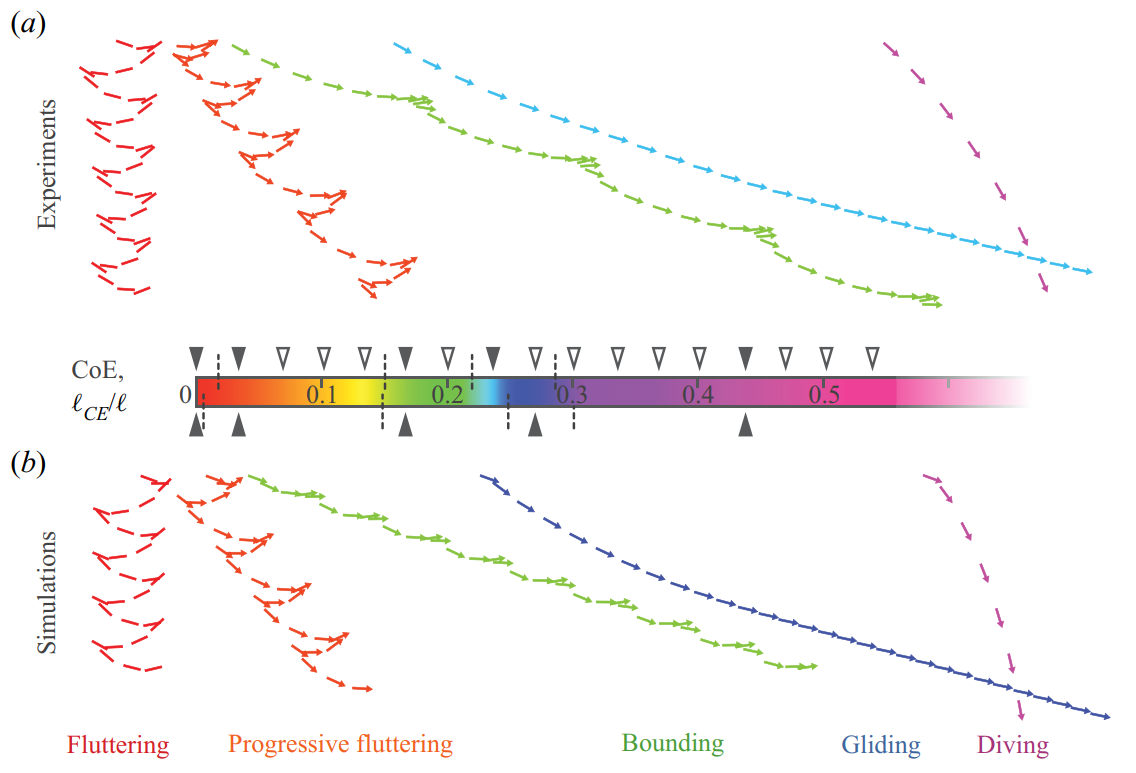 (a)
Experiments
CoE,
ℓCE/ℓ
0 0.1 0.2 0.3 0.4 0.5
(b)
Simulations
Fluttering Progressive fluttering Bounding Gliding Diving